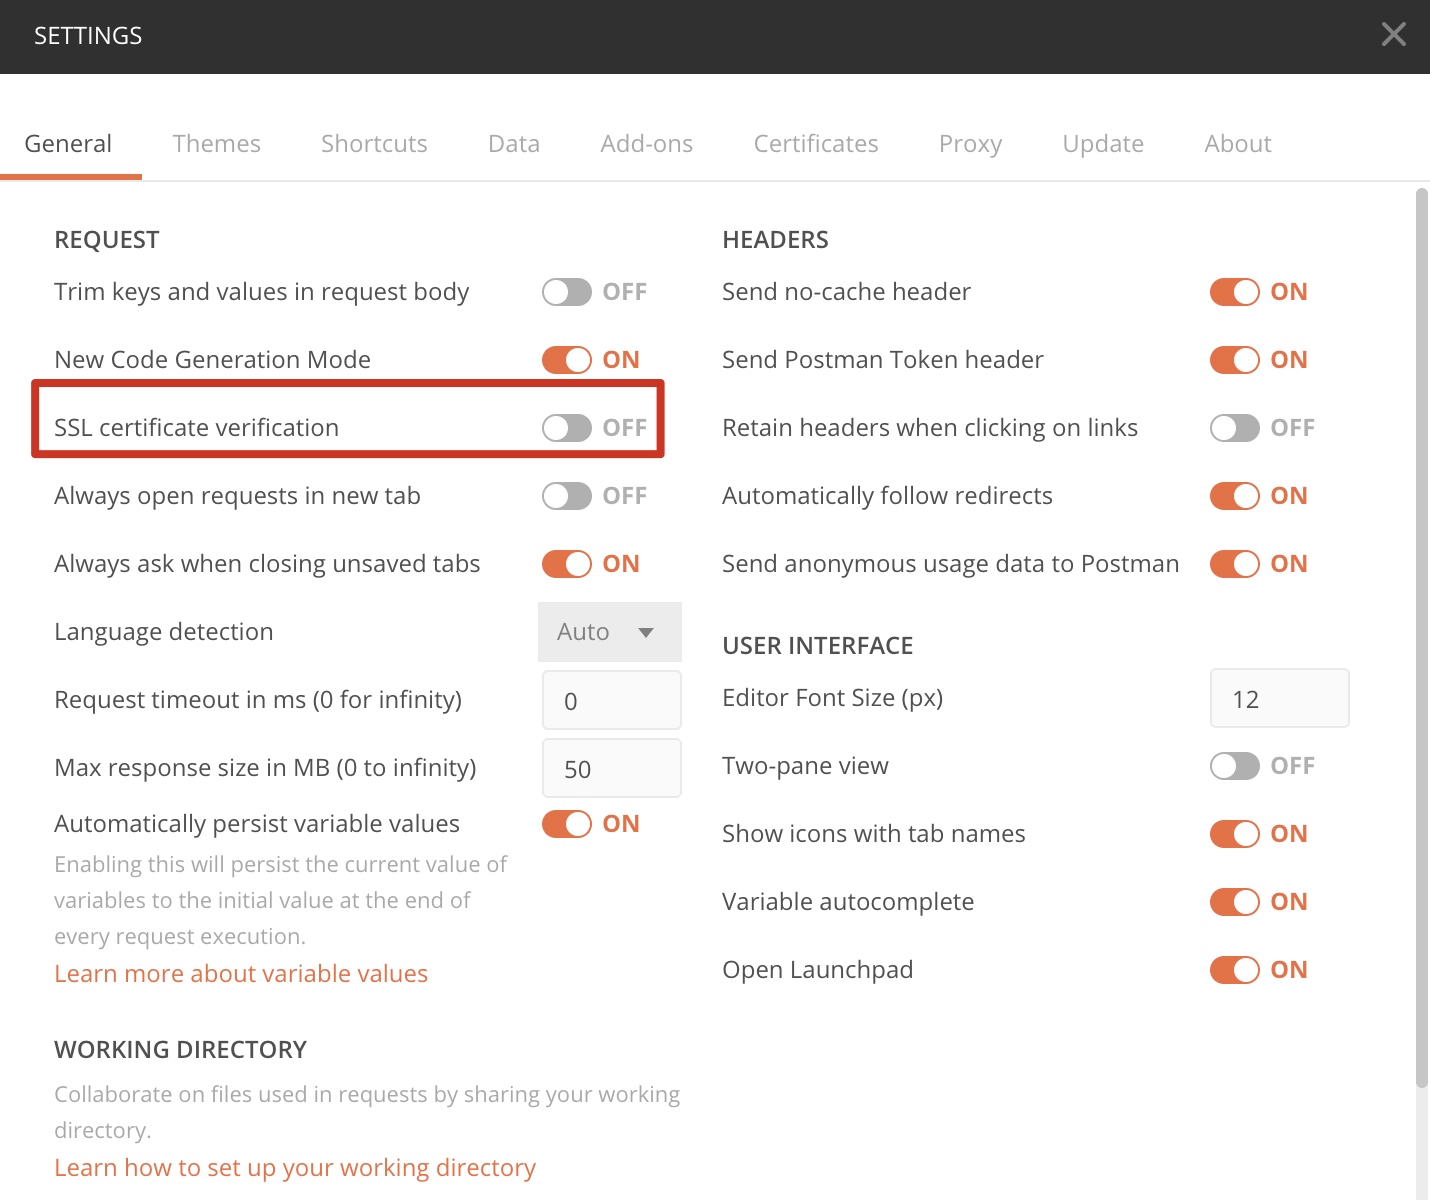 SETTINGS
General Themes Shortcuts Data Add-ons Certificates Proxy Update About
REQUEST
Trim keys and values in request body OFF
New Code Generation Mode ON
SSL certificate verification OFF
Always open requests in new tab OFF
Always ask when closing unsaved tabs ON
Language detection Auto
Request timeout in ms (0 for infinity) 0
Max response size in MB (0 to infinity) 50
Automatically persist variable values ON
Enabling this will persist the current value of
variables to the initial value at the end of
every request execution.
Learn more about variable values
WORKING DIRECTORY
Collaborate on files used in requests by sharing your working
directory.
Learn how to set up your working directory
HEADERS
Send no-cache header ON
Send Postman Token header ON
Retain headers when clicking on links OFF
Automatically follow redirects ON
Send anonymous usage data to Postman ON
USER INTERFACE
Editor Font Size (px) 12
Two-pane view OFF
Show icons with tab names ON
Variable autocomplete ON
Open Launchpad ON